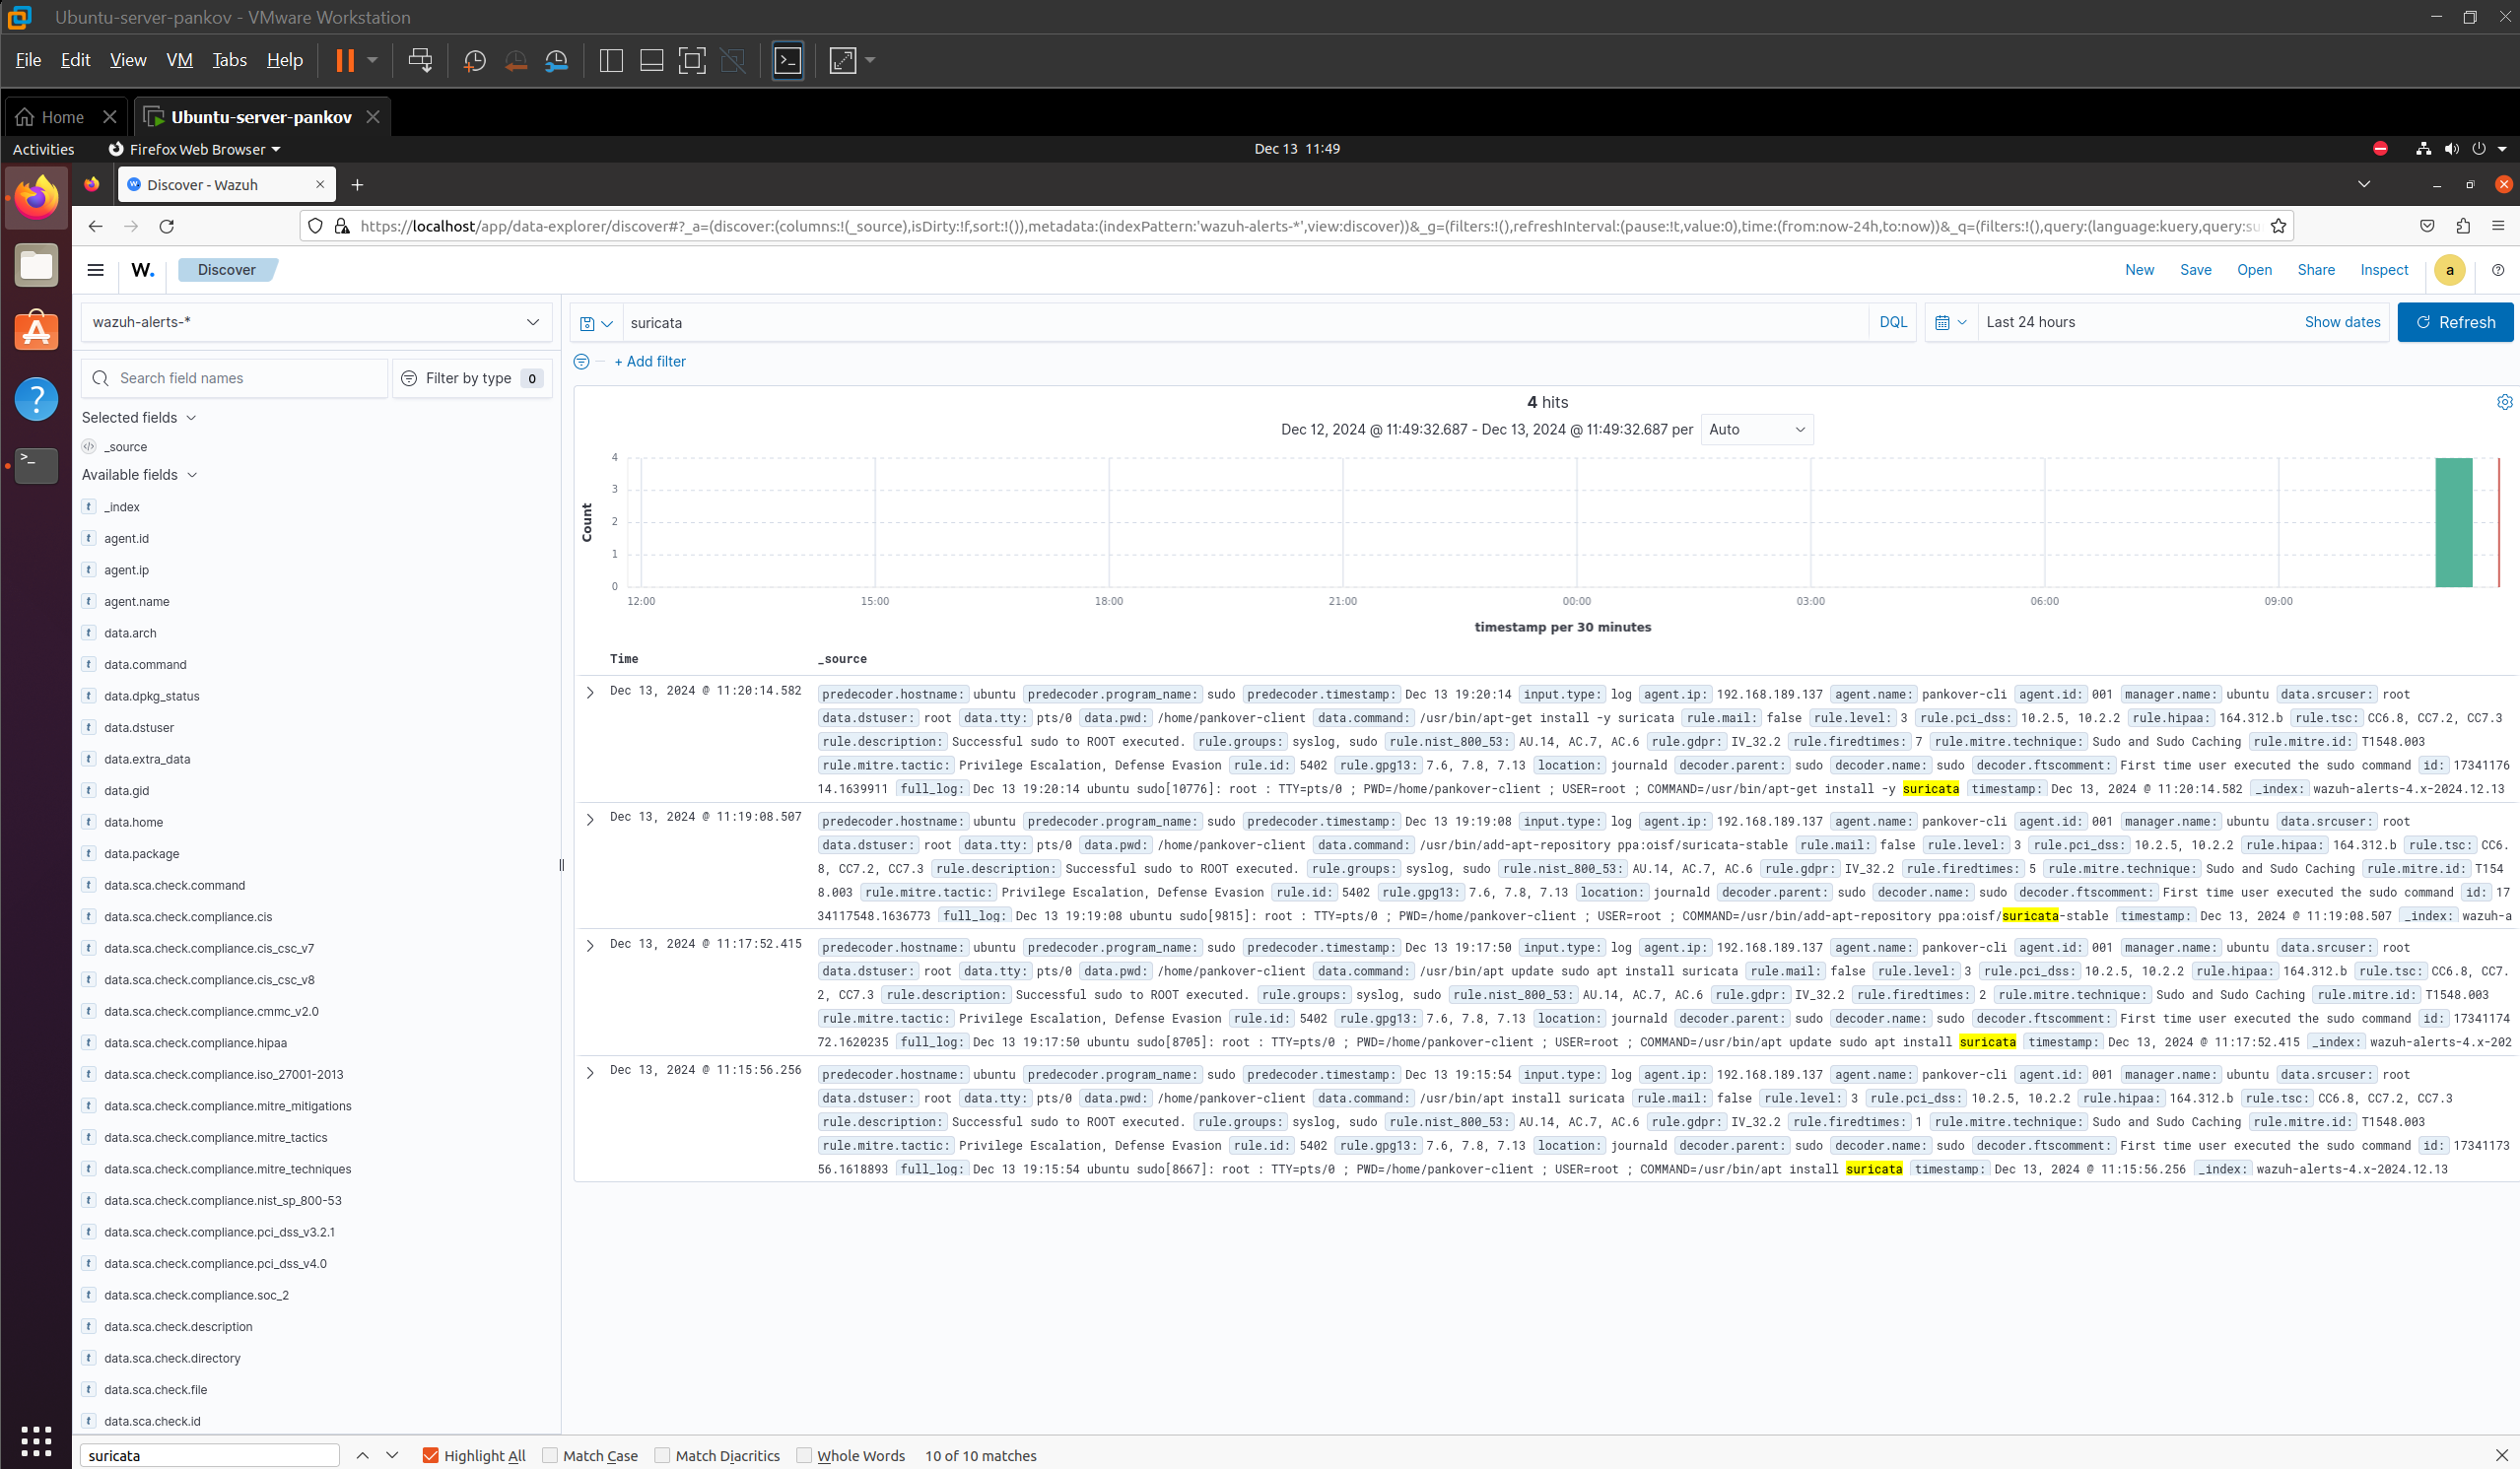 Ubuntu-server-pankov - VMware Workstation
File Edit View VM Tabs Help
Home Ubuntu-server-pankov
Activities Firefox Web Browser Dec 13 11:49
Discover - Wazuh
https://localhost/app/data-explorer/discover#?_a=(discover:(columns:!(_source),isDirty:!f,sort:!()),metadata:(indexPattern:'wazuh-alerts-*',view:discover))&_g=(filters:!(),refreshInterval:(pause:!t,value:0),time:(from:now-24h,to:now))&_q=(filters:!(),query:(language:kuery,query:su
W. Discover New Save Open Share Inspect a
wazuh-alerts-* suricata DQL Last 24 hours Show dates Refresh
+ Add filter
Search field names Filter by type 0
4 hits
Selected fields
Dec 12, 2024 @ 11:49:32.687 - Dec 13, 2024 @ 11:49:32.687 per Auto
_source
Available fields
_index
agent.id
agent.ip
agent.name
data.arch
data.command
data.dpkg_status
data.dstuser
data.extra_data
data.gid
data.home
data.package
data.sca.check.command
data.sca.check.compliance.cis
data.sca.check.compliance.cis_csc_v7
data.sca.check.compliance.cis_csc_v8
data.sca.check.compliance.cmmc_v2.0
data.sca.check.compliance.hipaa
data.sca.check.compliance.iso_27001-2013
data.sca.check.compliance.mitre_mitigations
data.sca.check.compliance.mitre_tactics
data.sca.check.compliance.mitre_techniques
data.sca.check.compliance.nist_sp_800-53
data.sca.check.compliance.pci_dss_v3.2.1
data.sca.check.compliance.pci_dss_v4.0
data.sca.check.compliance.soc_2
data.sca.check.description
data.sca.check.directory
data.sca.check.file
data.sca.check.id
Count
4
3
2
1
0
12:00 15:00 18:00 21:00 00:00 03:00 06:00 09:00
timestamp per 30 minutes
Time _source
Dec 13, 2024 @ 11:20:14.582 predecoder.hostname: ubuntu predecoder.program_name: sudo predecoder.timestamp: Dec 13 19:20:14 input.type: log agent.ip: 192.168.189.137 agent.name: pankover-cli agent.id: 001 manager.name: ubuntu data.srcuser: root
data.dstuser: root data.tty: pts/0 data.pwd: /home/pankover-client data.command: /usr/bin/apt-get install -y suricata rule.mail: false rule.level: 3 rule.pci_dss: 10.2.5, 10.2.2 rule.hipaa: 164.312.b rule.tsc: CC6.8, CC7.2, CC7.3
rule.description: Successful sudo to ROOT executed. rule.groups: syslog, sudo rule.nist_800_53: AU.14, AC.7, AC.6 rule.gdpr: IV_32.2 rule.firedtimes: 7 rule.mitre.technique: Sudo and Sudo Caching rule.mitre.id: T1548.003
rule.mitre.tactic: Privilege Escalation, Defense Evasion rule.id: 5402 rule.gpg13: 7.6, 7.8, 7.13 location: journald decoder.parent: sudo decoder.name: sudo decoder.ftscomment: First time user executed the sudo command id: 17341176
14.1639911 full_log: Dec 13 19:20:14 ubuntu sudo[10776]: root : TTY=pts/0 ; PWD=/home/pankover-client ; USER=root ; COMMAND=/usr/bin/apt-get install -y suricata timestamp: Dec 13, 2024 @ 11:20:14.582 _index: wazuh-alerts-4.x-2024.12.13
Dec 13, 2024 @ 11:19:08.507 predecoder.hostname: ubuntu predecoder.program_name: sudo predecoder.timestamp: Dec 13 19:19:08 input.type: log agent.ip: 192.168.189.137 agent.name: pankover-cli agent.id: 001 manager.name: ubuntu data.srcuser: root
data.dstuser: root data.tty: pts/0 data.pwd: /home/pankover-client data.command: /usr/bin/add-apt-repository ppa:oisf/suricata-stable rule.mail: false rule.level: 3 rule.pci_dss: 10.2.5, 10.2.2 rule.hipaa: 164.312.b rule.tsc: CC6.
8, CC7.2, CC7.3 rule.description: Successful sudo to ROOT executed. rule.groups: syslog, sudo rule.nist_800_53: AU.14, AC.7, AC.6 rule.gdpr: IV_32.2 rule.firedtimes: 5 rule.mitre.technique: Sudo and Sudo Caching rule.mitre.id: T154
8.003 rule.mitre.tactic: Privilege Escalation, Defense Evasion rule.id: 5402 rule.gpg13: 7.6, 7.8, 7.13 location: journald decoder.parent: sudo decoder.name: sudo decoder.ftscomment: First time user executed the sudo command id: 17
34117548.1636773 full_log: Dec 13 19:19:08 ubuntu sudo[9815]: root : TTY=pts/0 ; PWD=/home/pankover-client ; USER=root ; COMMAND=/usr/bin/add-apt-repository ppa:oisf/suricata-stable timestamp: Dec 13, 2024 @ 11:19:08.507 _index: wazuh-a
Dec 13, 2024 @ 11:17:52.415 predecoder.hostname: ubuntu predecoder.program_name: sudo predecoder.timestamp: Dec 13 19:17:50 input.type: log agent.ip: 192.168.189.137 agent.name: pankover-cli agent.id: 001 manager.name: ubuntu data.srcuser: root
data.dstuser: root data.tty: pts/0 data.pwd: /home/pankover-client data.command: /usr/bin/apt update sudo apt install suricata rule.mail: false rule.level: 3 rule.pci_dss: 10.2.5, 10.2.2 rule.hipaa: 164.312.b rule.tsc: CC6.8, CC7.
2, CC7.3 rule.description: Successful sudo to ROOT executed. rule.groups: syslog, sudo rule.nist_800_53: AU.14, AC.7, AC.6 rule.gdpr: IV_32.2 rule.firedtimes: 2 rule.mitre.technique: Sudo and Sudo Caching rule.mitre.id: T1548.003
rule.mitre.tactic: Privilege Escalation, Defense Evasion rule.id: 5402 rule.gpg13: 7.6, 7.8, 7.13 location: journald decoder.parent: sudo decoder.name: sudo decoder.ftscomment: First time user executed the sudo command id: 17341174
72.1620235 full_log: Dec 13 19:17:50 ubuntu sudo[8705]: root : TTY=pts/0 ; PWD=/home/pankover-client ; USER=root ; COMMAND=/usr/bin/apt update sudo apt install suricata timestamp: Dec 13, 2024 @ 11:17:52.415 _index: wazuh-alerts-4.x-202
Dec 13, 2024 @ 11:15:56.256 predecoder.hostname: ubuntu predecoder.program_name: sudo predecoder.timestamp: Dec 13 19:15:54 input.type: log agent.ip: 192.168.189.137 agent.name: pankover-cli agent.id: 001 manager.name: ubuntu data.srcuser: root
data.dstuser: root data.tty: pts/0 data.pwd: /home/pankover-client data.command: /usr/bin/apt install suricata rule.mail: false rule.level: 3 rule.pci_dss: 10.2.5, 10.2.2 rule.hipaa: 164.312.b rule.tsc: CC6.8, CC7.2, CC7.3
rule.description: Successful sudo to ROOT executed. rule.groups: syslog, sudo rule.nist_800_53: AU.14, AC.7, AC.6 rule.gdpr: IV_32.2 rule.firedtimes: 1 rule.mitre.technique: Sudo and Sudo Caching rule.mitre.id: T1548.003
rule.mitre.tactic: Privilege Escalation, Defense Evasion rule.id: 5402 rule.gpg13: 7.6, 7.8, 7.13 location: journald decoder.parent: sudo decoder.name: sudo decoder.ftscomment: First time user executed the sudo command id: 17341173
56.1618893 full_log: Dec 13 19:15:54 ubuntu sudo[8667]: root : TTY=pts/0 ; PWD=/home/pankover-client ; USER=root ; COMMAND=/usr/bin/apt install suricata timestamp: Dec 13, 2024 @ 11:15:56.256 _index: wazuh-alerts-4.x-2024.12.13
suricata Highlight All Match Case Match Diacritics Whole Words 10 of 10 matches